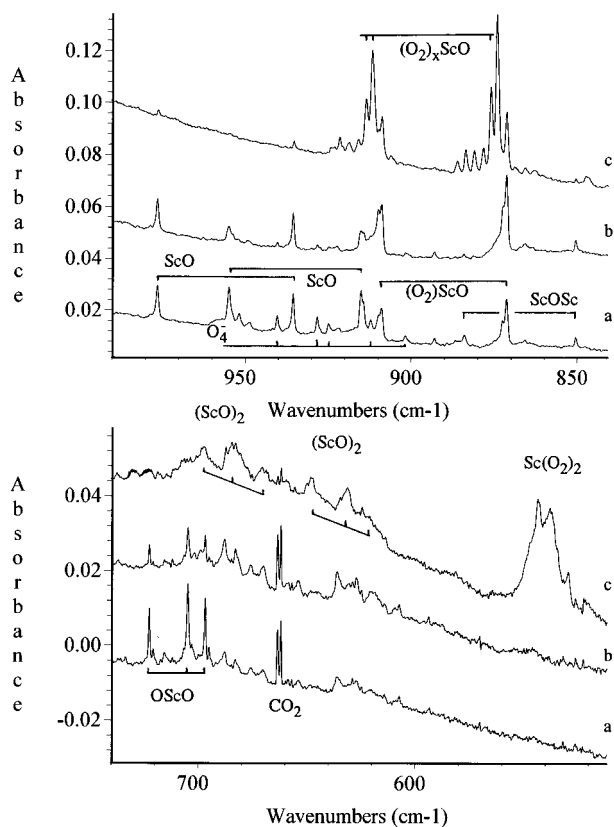 Absorbance
0.12
0.10
0.08
0.06
0.04
0.02
(O2)xScO
c
b
a
ScO
ScO
(O2)ScO
ScOSc
O4-
950
900
850
Wavenumbers (cm-1)
Absorbance
0.04
0.02
0.00
-0.02
(ScO)2
(ScO)2
Sc(O2)2
c
b
a
OScO
CO2
700
600
Wavenumbers (cm-1)